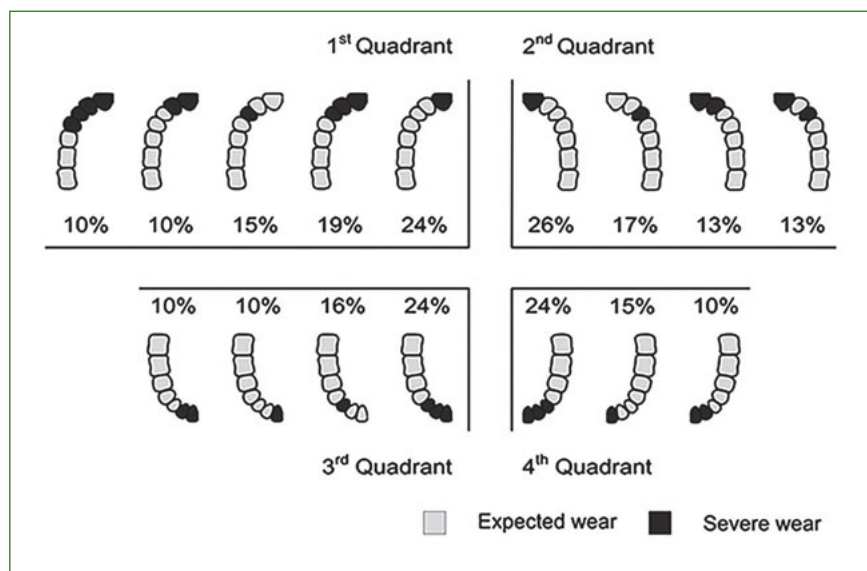 1st Quadrant 2nd Quadrant
10% 10% 15% 19% 24% 26% 17% 13% 13%
10% 10% 16% 24% 24% 15% 10%
3rd Quadrant 4th Quadrant
Expected wear Severe wear